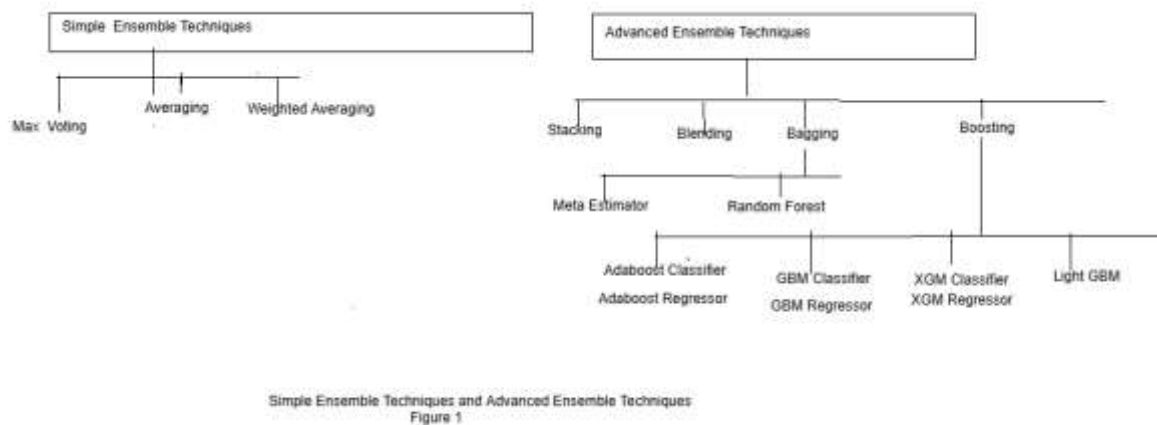 Simple Ensemble Techniques
Advanced Ensemble Techniques
Max Voting
Averaging
Weighted Averaging
Stacking
Blending
Bagging
Boosting
Meta Estimator
Random Forest
Adaboost Classifier
Adaboost Regressor
GBM Classifier
GBM Regressor
XGM Classifier
XGM Regressor
Light GBM
Simple Ensemble Techniques and Advanced Ensemble Techniques
Figure 1